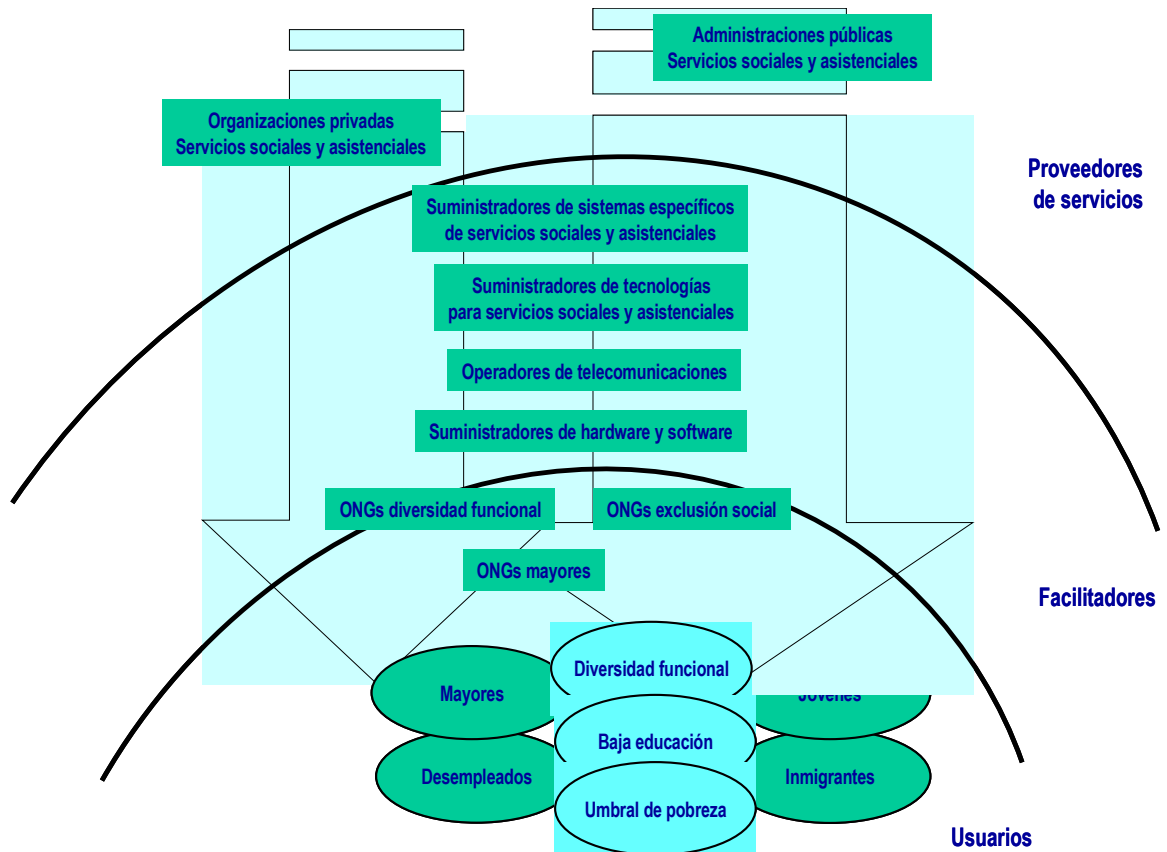 Administraciones públicas
Servicios sociales y asistenciales
Organizaciones privadas
Servicios sociales y asistenciales
Proveedores
de servicios
Suministradores de sistemas específicos
de servicios sociales y asistenciales
Suministradores de tecnologías
para servicios sociales y asistenciales
Operadores de telecomunicaciones
Suministradores de hardware y software
ONGs diversidad funcional
ONGs exclusión social
ONGs mayores
Facilitadores
Diversidad funcional
Mayores
Jóvenes
Baja educación
Desempleados
Inmigrantes
Umbral de pobreza
Usuarios